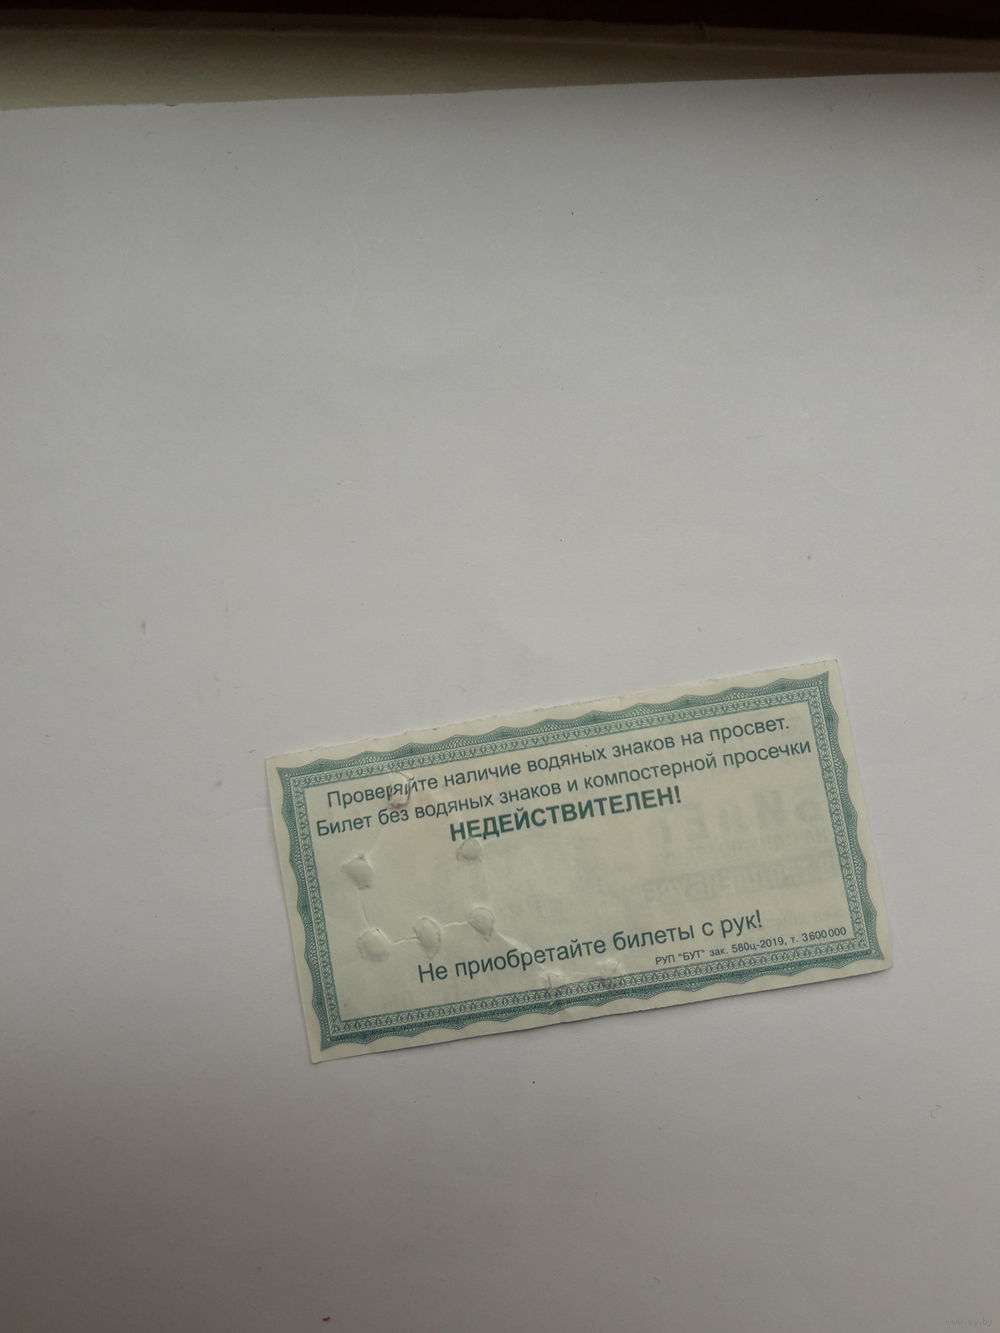 Проверяйте наличие водяных знаков на просвет.
Билет без водяных знаков и компостерной просечки
НЕДЕЙСТВИТЕЛЕН!
Не приобретайте билеты с рук!
РУП "БУТ" зак. 580ц-2019, т. 3600000